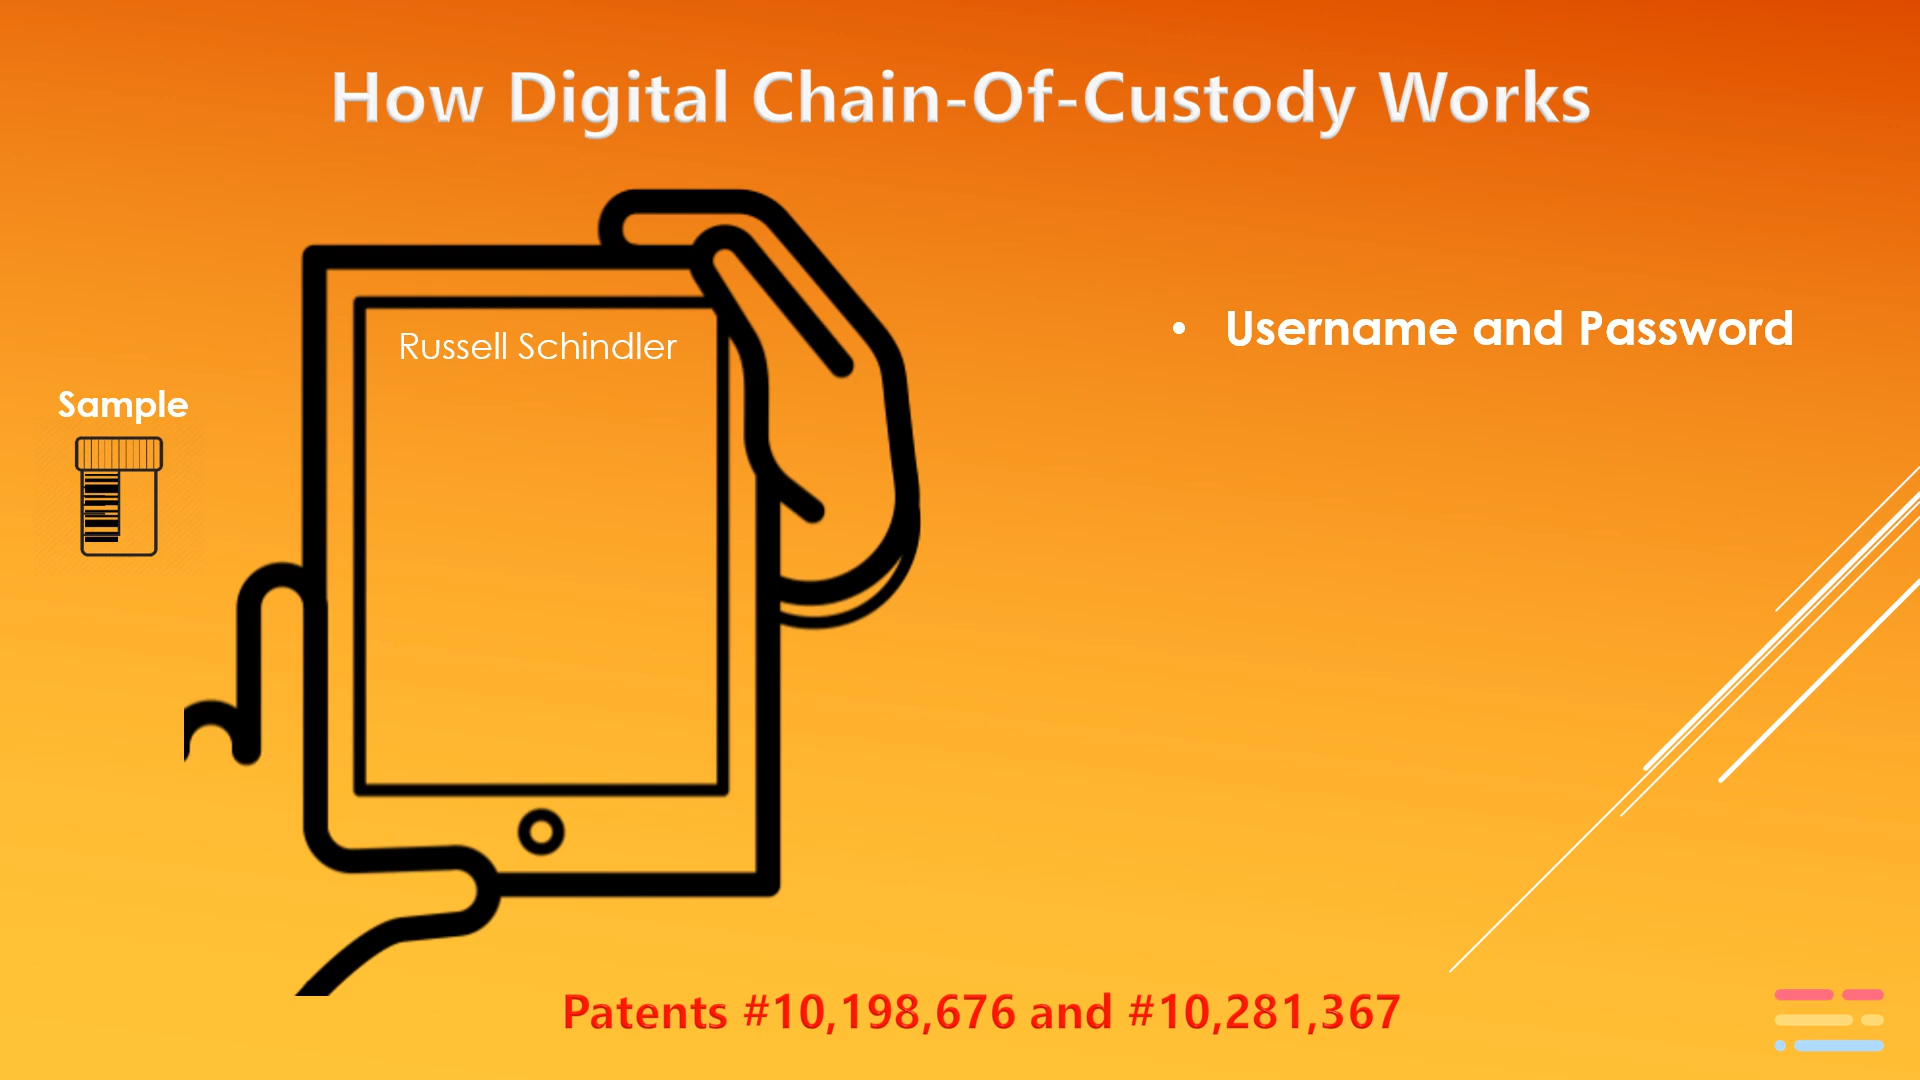 How Digital Chain-Of-Custody Works
Russell Schindler
• Username and Password
Sample
Patents #10,198,676 and #10,281,367